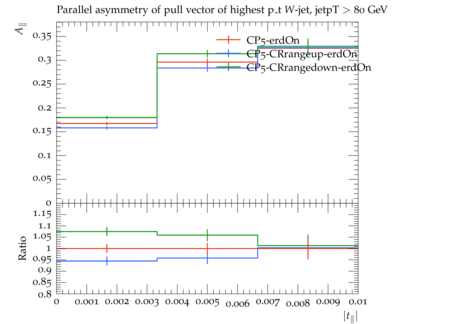 Parallel asymmetry of pull vector of highest p_t W-jet, jetpT > 80 GeV
A∥
CP5-erdOn
CP5-CRrangeup-erdOn
CP5-CRrangedown-erdOn
0.35
0.3
0.25
0.2
0.15
0.1
0.05
0
Ratio
1.15
1.1
1.05
1
0.95
0.9
0.85
0.8
0 0.001 0.002 0.003 0.004 0.005 0.006 0.007 0.008 0.009 0.01
|t∥|